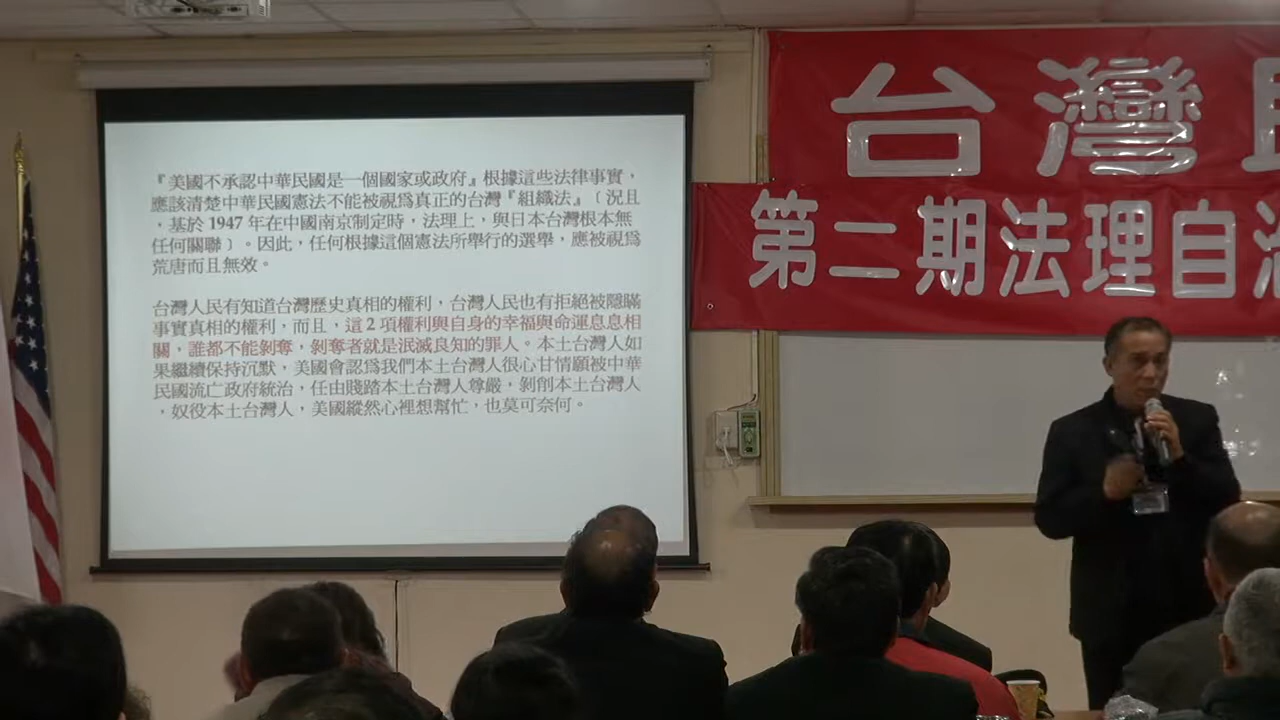 『美國不承認中華民國是一個國家或政府』根據這些法律事實，
應該清楚中華民國憲法不能被視為真正的台灣『組織法』﹝況且
，基於 1947 年在中國南京制定時，法理上，與日本台灣根本無
任何關聯﹞。因此，任何根據這個憲法所舉行的選舉，應被視為
荒唐而且無效。
台灣人民有知道台灣歷史真相的權利，台灣人民也有拒絕被隱瞞
事實真相的權利，而且，這 2 項權利與自身的幸福與命運息息相
關，誰都不能剝奪，剝奪者就是泯滅良知的罪人。本土台灣人如
果繼續保持沉默，美國會認為我們本土台灣人很心甘情願被中華
民國流亡政府統治，任由賤踏本土台灣人尊嚴，剝削本土台灣人
，奴役本土台灣人，美國縱然心裡想幫忙，也莫可奈何。
台灣
第二期法理自治